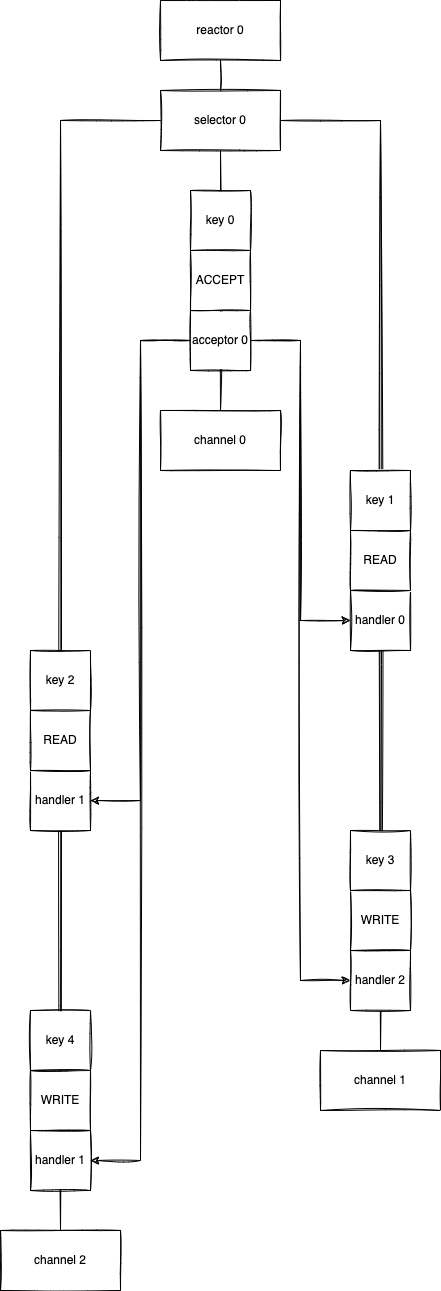 reactor 0
selector 0
key 0
ACCEPT
acceptor 0
channel 0
key 1
READ
handler 0
key 2
READ
handler 1
key 3
WRITE
handler 2
channel 1
key 4
WRITE
handler 1
channel 2